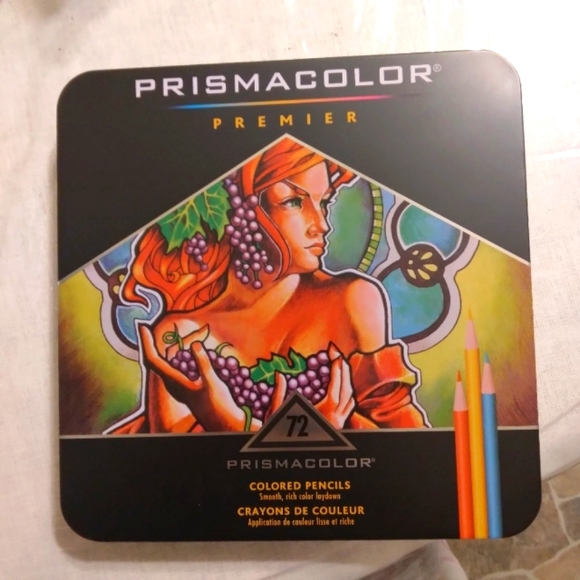 PRISMACOLOR®
PREMIER
72
PRISMACOLOR®
COLORED PENCILS
Smooth, rich color laydown
CRAYONS DE COULEUR
Application de couleur lisse et riche